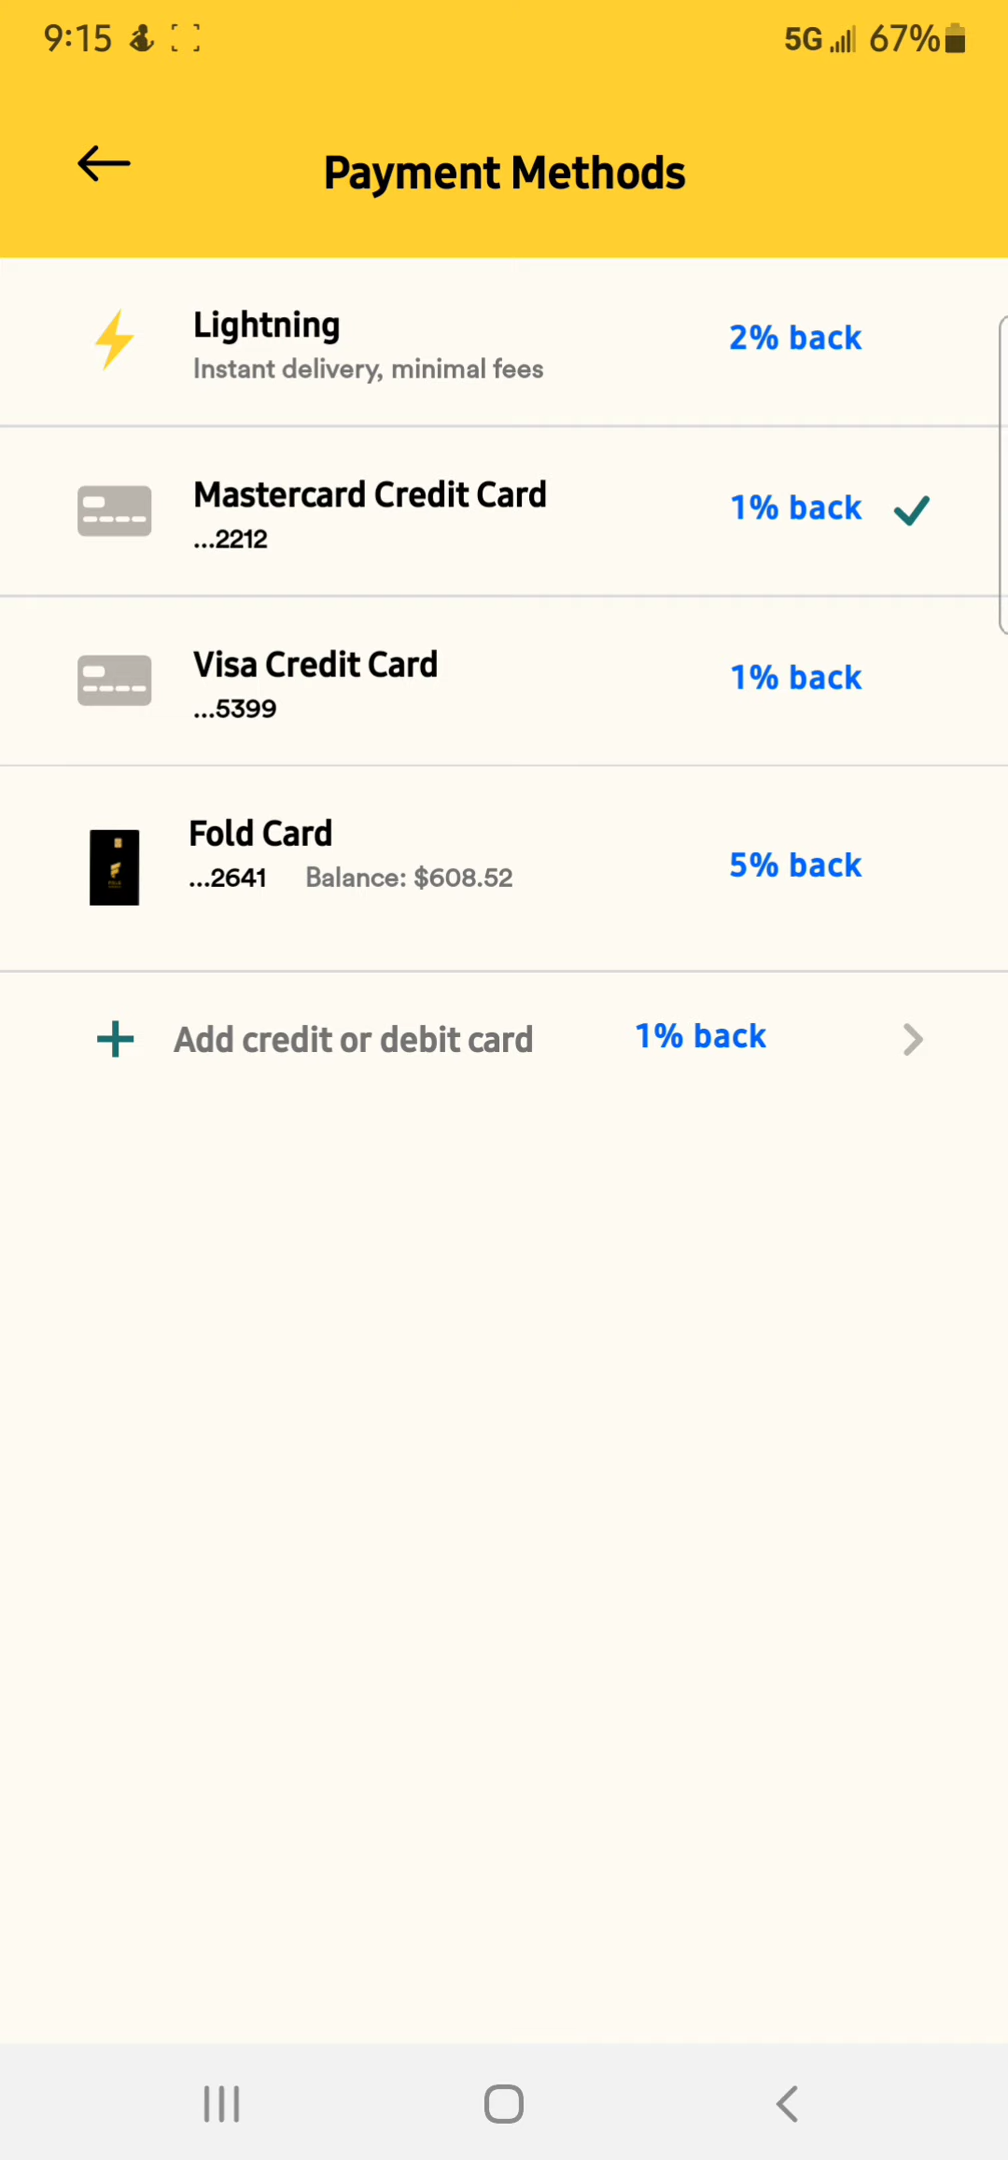 9:15
5G 67%
Payment Methods
Lightning
Instant delivery, minimal fees
2% back
Mastercard Credit Card
...2212
1% back
Visa Credit Card
...5399
1% back
Fold Card
...2641 Balance: $608.52
5% back
Add credit or debit card 1% back